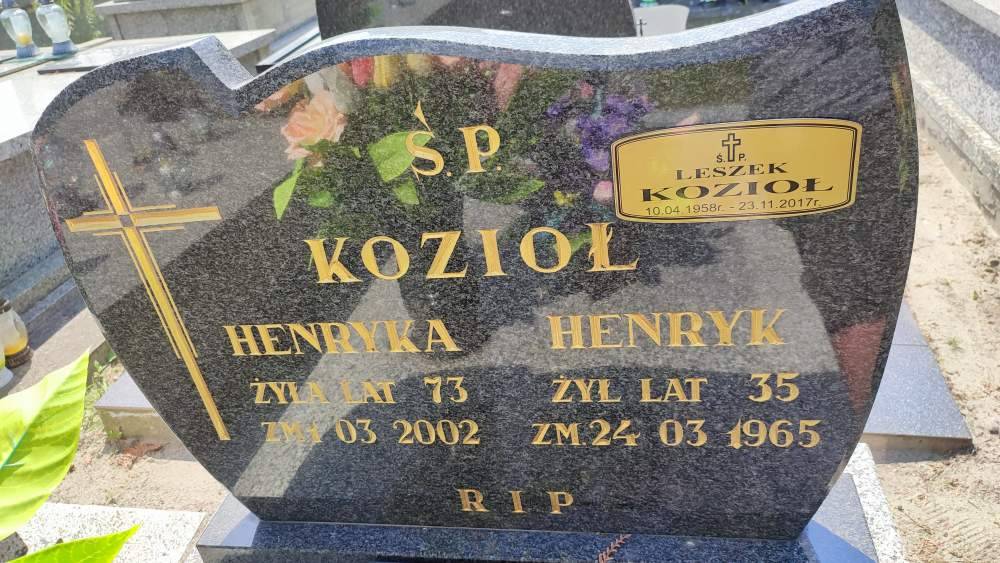 Ś.P.
Ś. P.
LESZEK
KOZIOŁ
10.04.1958r. - 23.11.2017r.
KOZIOŁ
HENRYKA
ŻYŁA LAT 73
ZM 1 03 2002
HENRYK
ŻYŁ LAT 35
ZM. 24 03 1965
R I P